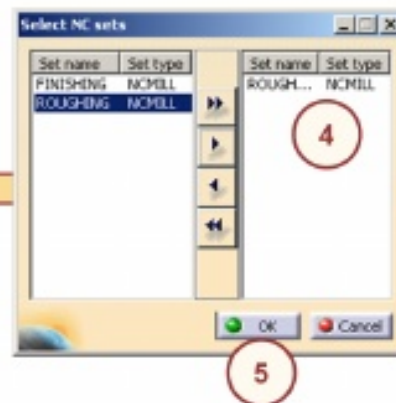 Select NC sets
Set name Set type Set name Set type
FINISHING NCMILL ROUGH... NCMILL
ROUGHING NCMILL
4
OK Cancel
5